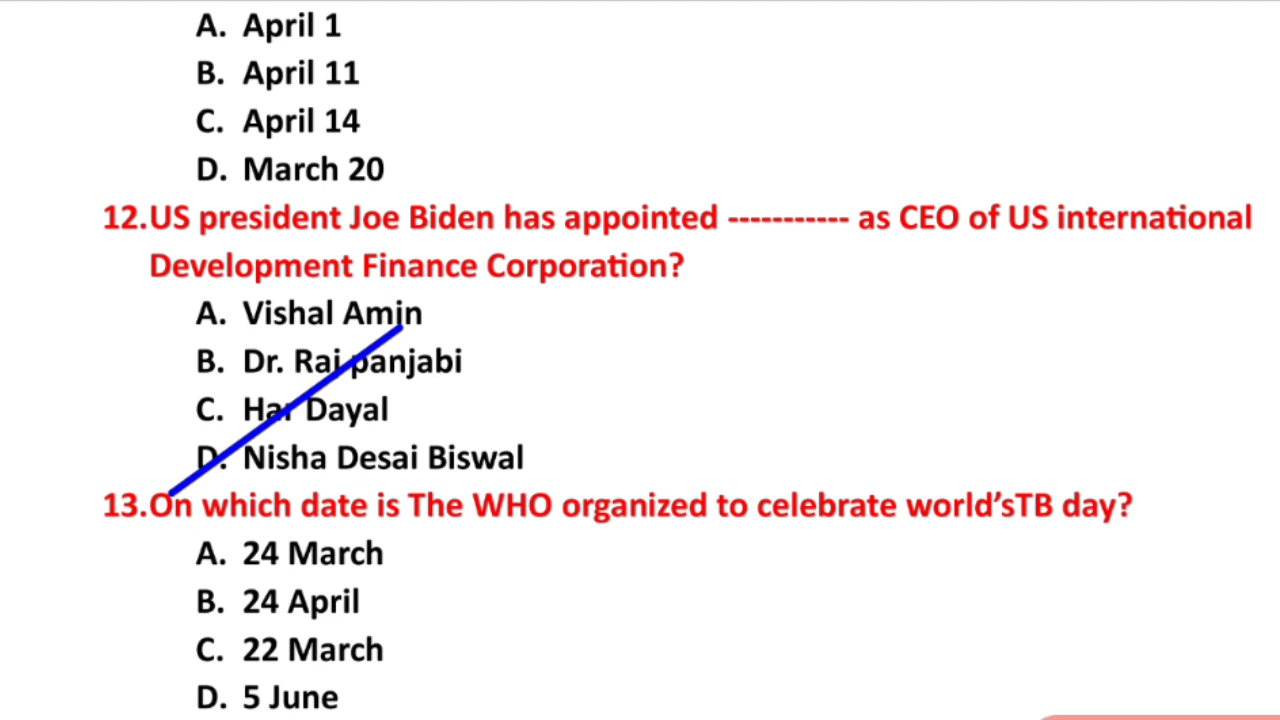 A. April 1
B. April 11
C. April 14
D. March 20
12.US president Joe Biden has appointed ----------- as CEO of US international
Development Finance Corporation?
A. Vishal Amin
B. Dr. Raj panjabi
C. Har Dayal
D. Nisha Desai Biswal
13.On which date is The WHO organized to celebrate world'sTB day?
A. 24 March
B. 24 April
C. 22 March
D. 5 June